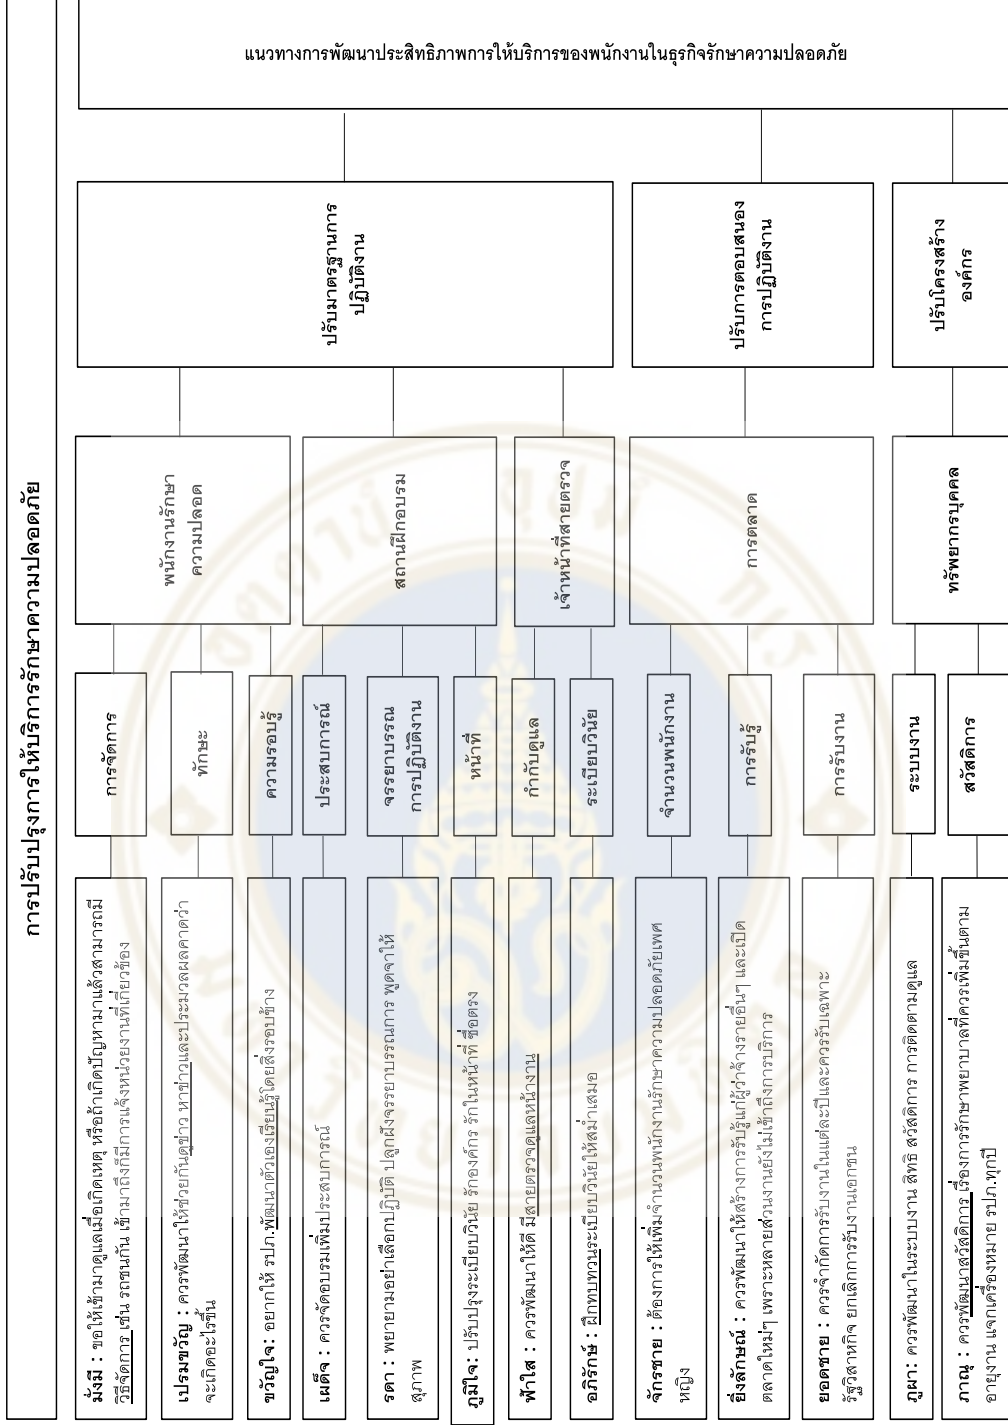 การปรับปรุงการให้บริการรักษาความปลอดภัย
มั่งมี : ขอให้เข้ามาดูแลเมื่อเกิดเหตุ หรือถ้าเกิดปัญหามาแล้วสามารถมี
วิธีจัดการ เช่น รถชนกัน เข้ามาถึงก็มีการแจ้งหน่วยงานที่เกี่ยวข้อง
เปรมขวัญ : ควรพัฒนาให้ช่วยกันดูข่าว หาข่าวและประมวลผลคาดว่า
จะเกิดอะไรขึ้น
ขวัญใจ: อยากให้ รปภ.พัฒนาตัวเองเรียนรู้โดยสิ่งรอบข้าง
เผด็จ : ควรจัดอบรมเพิ่มประสบการณ์
รดา : พยายามอย่าเลือกปฏิบัติ ปลูกฝังจรรยาบรรณการ พูดจาให้
สุภาพ
ภูมิใจ: ปรับปรุงระเบียบวินัย รักองค์กร รักในหน้าที่ ซื่อตรง
ฟ้าใส : ควรพัฒนาให้ดี มีสายตรวจดูแลหน้างาน
อภิรักษ์ : ฝึกทบทวนระเบียบวินัยให้สม่ำเสมอ
จักรชาย : ต้องการให้เพิ่มจำนวนพนักงานรักษาความปลอดภัยเพศ
หญิง
ยิ่งลักษณ์ : ควรพัฒนาให้สร้างการรับรู้แก่ผู้ว่าจ้างรายอื่นๆ และเปิด
ตลาดใหม่ๆ เพราะหลายส่วนงานยังไม่เข้าถึงการบริการ
ยอดชาย : ควรจำกัดการรับงานในแต่ละปีและควรรับเฉพาะ
รัฐวิสาหกิจ ยกเลิกการรับงานเอกชน
ภูผา: ควรพัฒนาในระบบงาน สิทธิ สวัสดิการ การติดตามดูแล
ภาณุ : ควรพัฒนาสวัสดิการ เรื่องการรักษาพยาบาลที่ควรเพิ่มขึ้นตาม
อายุงาน แจกเครื่องหมาย รปภ.ทุกปี
การจัดการ
ทักษะ
ความรอบรู้
ประสบการณ์
จรรยาบรรณ
การปฏิบัติงาน
หน้าที่
กำกับดูแล
ระเบียบวินัย
จำนวนพนักงาน
การรับรู้
การรับงาน
ระบบงาน
สวัสดิการ
พนักงานรักษา
ความปลอด
สถานฝึกอบรม
เจ้าหน้าที่สายตรวจ
การตลาด
ทรัพยากรบุคคล
ปรับมาตรฐานการ
ปฏิบัติงาน
ปรับการตอบสนอง
การปฏิบัติงาน
ปรับโครงสร้าง
องค์กร
แนวทางการพัฒนาประสิทธิภาพการให้บริการของพนักงานในธุรกิจรักษาความปลอดภัย